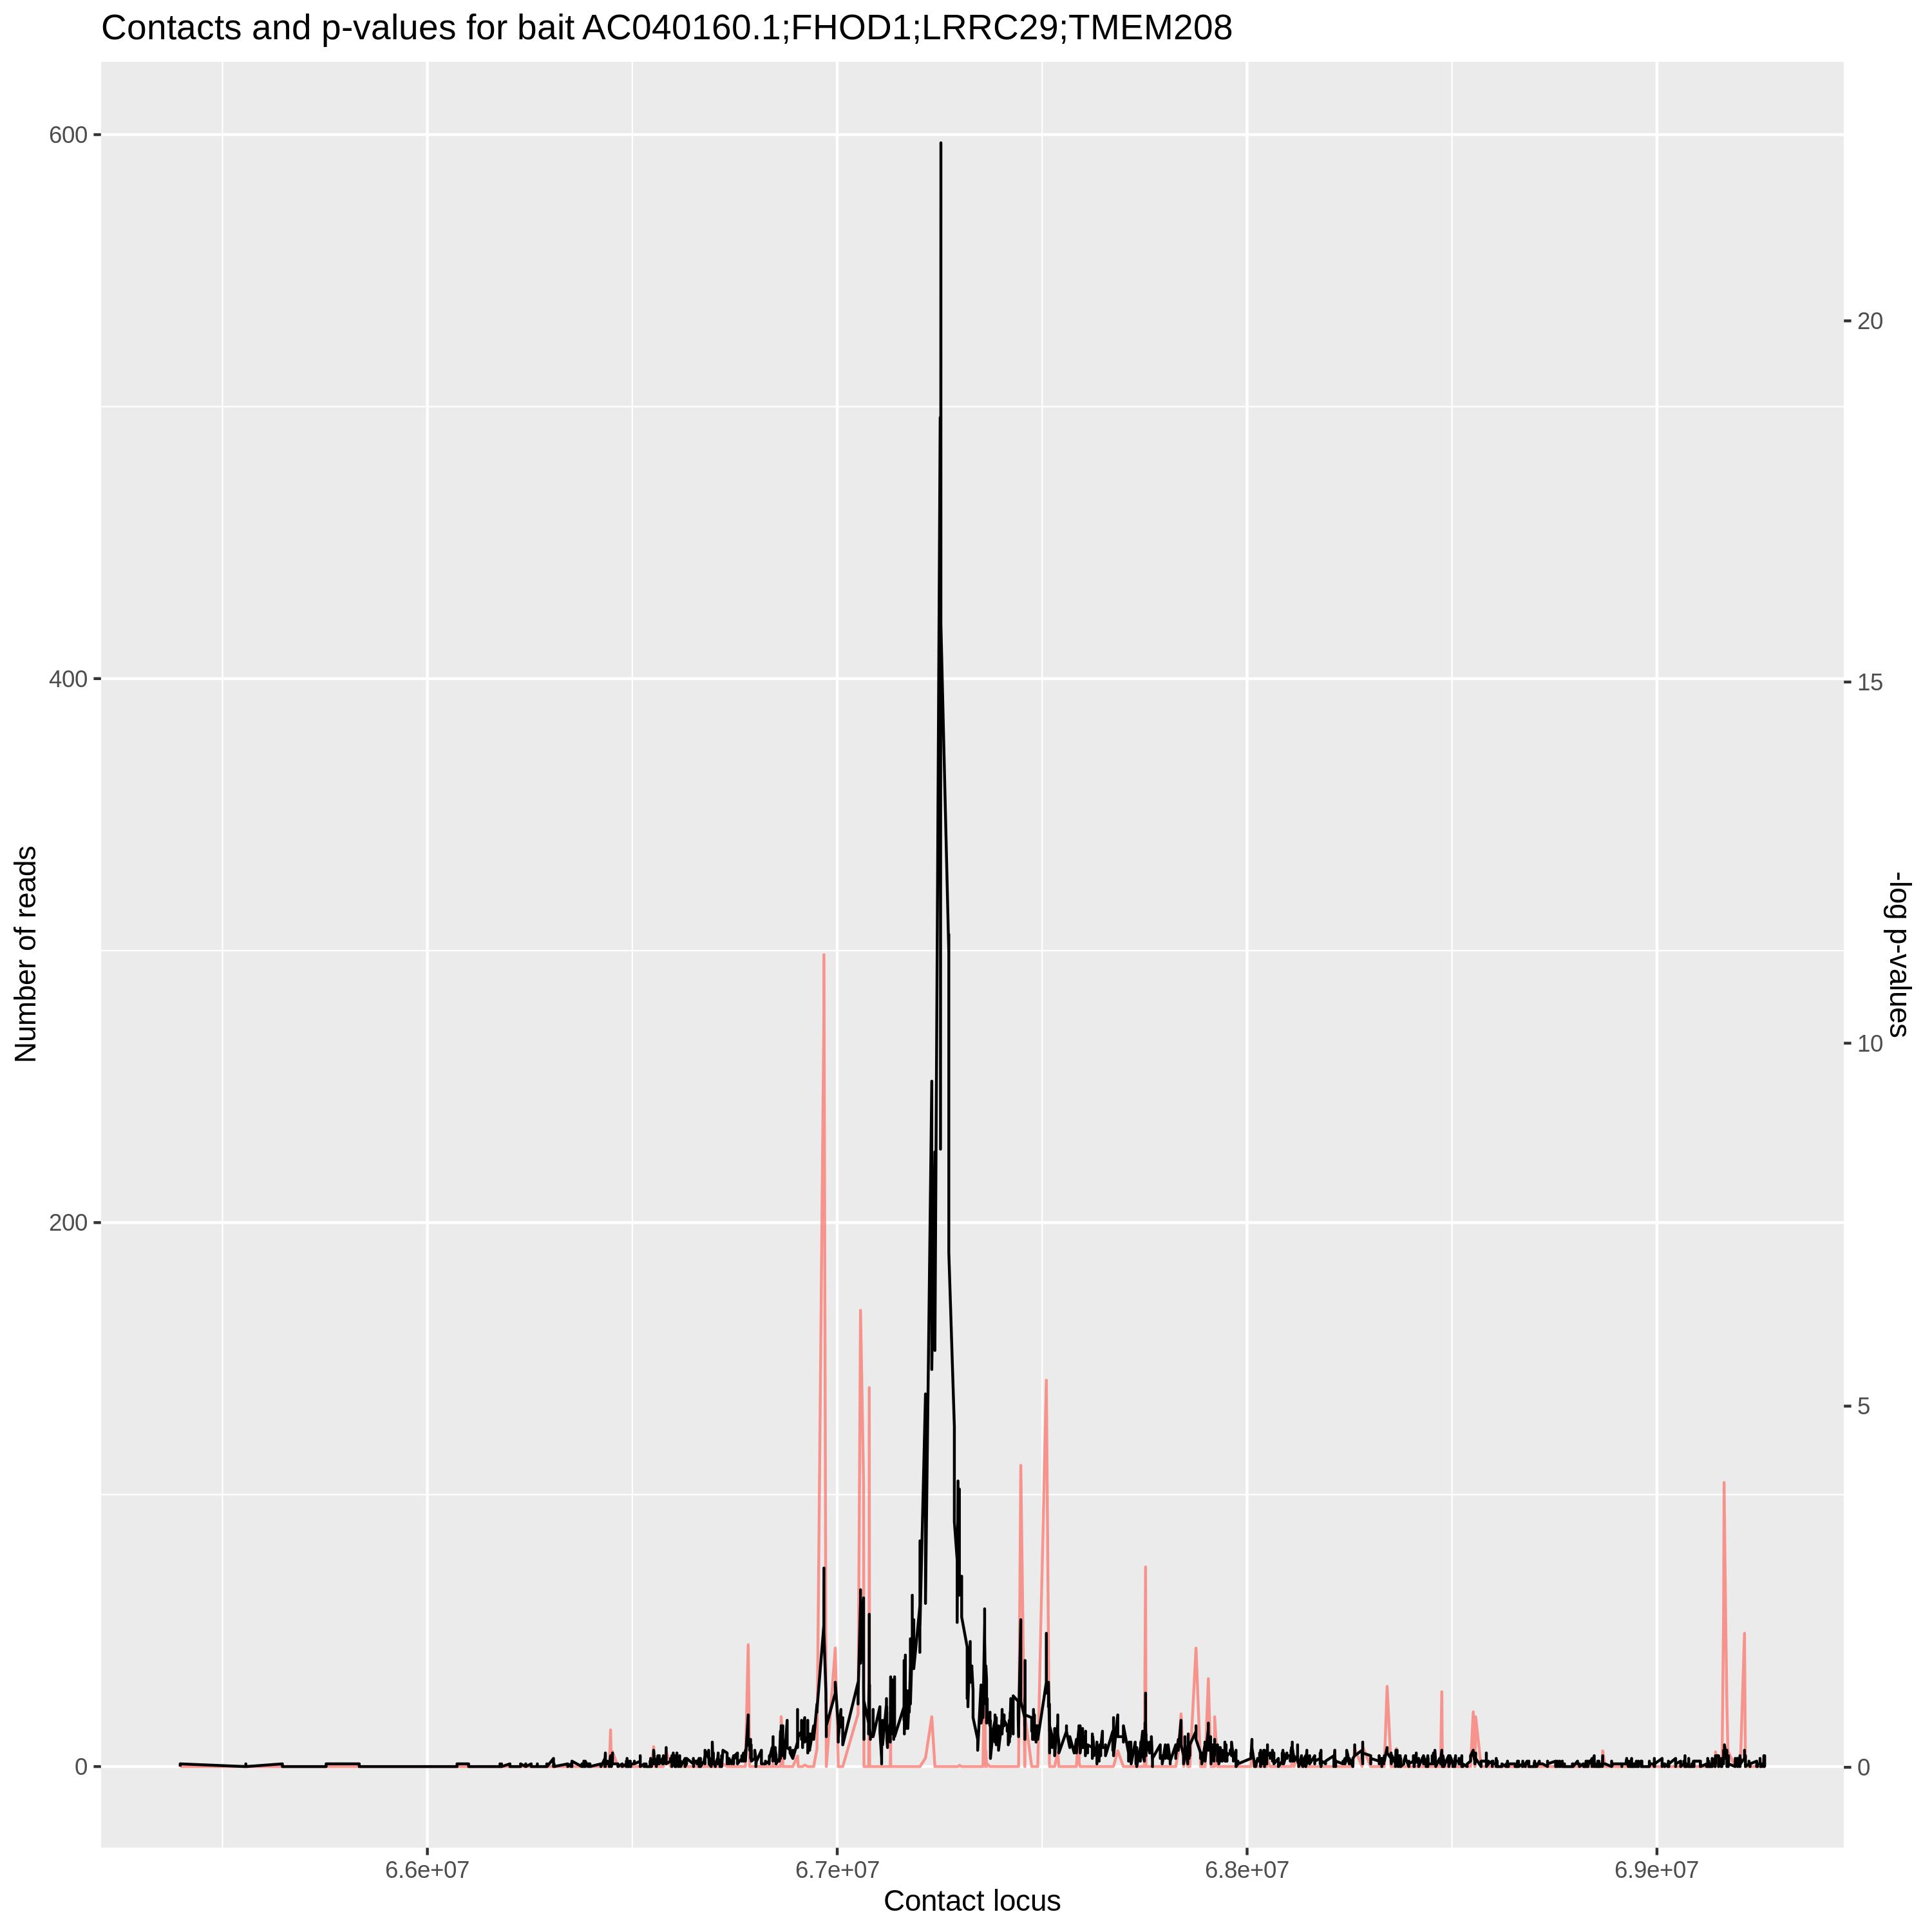 Contacts and p-values for bait AC040160.1;FHOD1;LRRC29;TMEM208
600
400
200
0
Number of reads
20
15
10
5
0
-log p-values
6.6e+07
6.7e+07
6.8e+07
6.9e+07
Contact locus